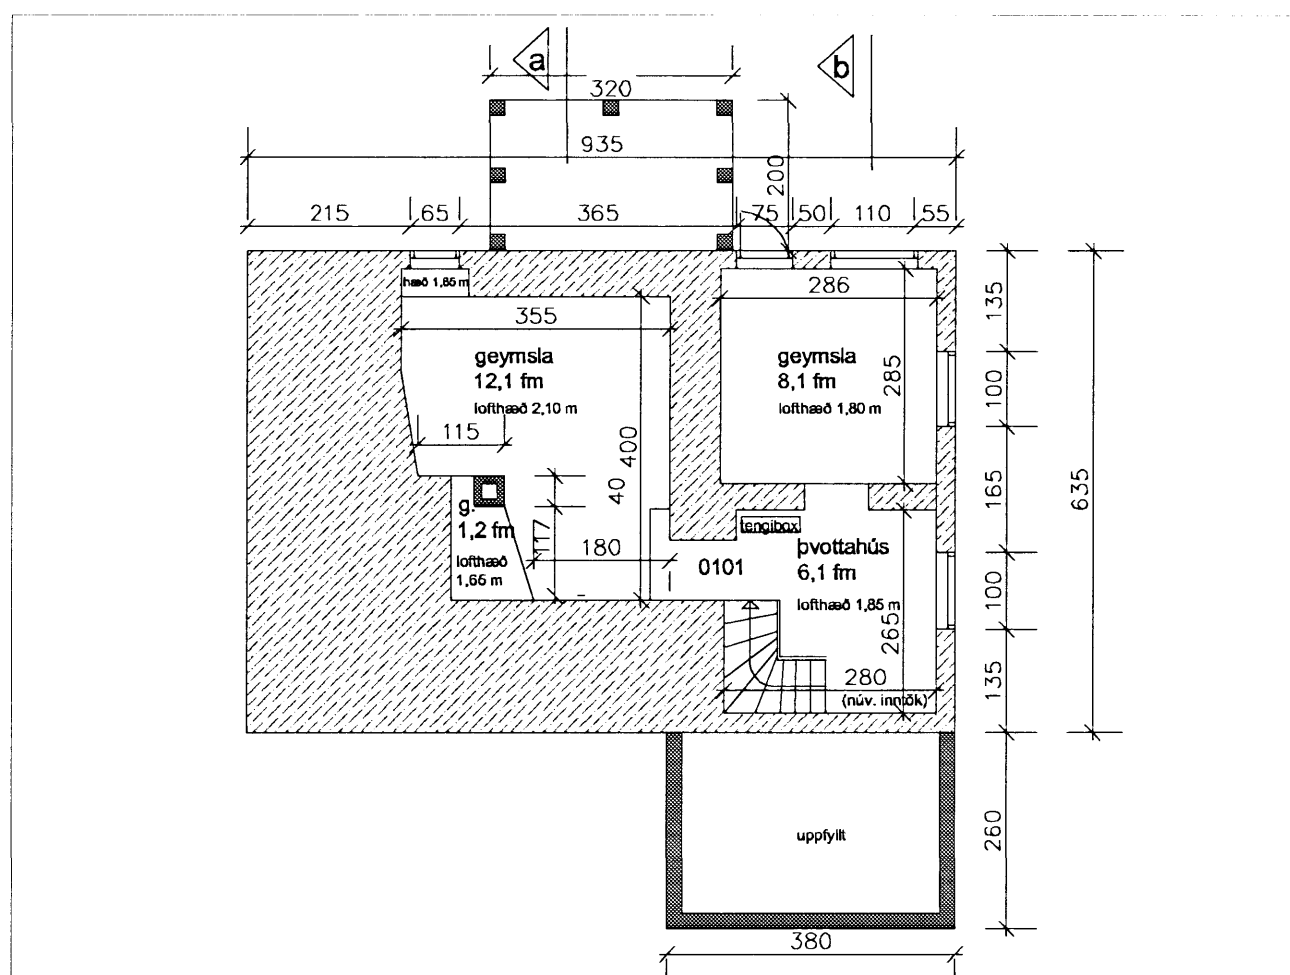 a
b
320
935
200
215
65
365
75
50
110
55
hæð 1,65 m
286
135
355
geymsla
12,1 fm
lofthæð 2,10 m
geymsla
8,1 fm
lofthæð 1,80 m
285
100
115
400
40
165
635
g.
1,2 fm
lofthæð
1,65 m
117
180
tengibox
0101
þvottahús
6,1 fm
lofthæð 1,85 m
265
100
280
(núv. inntök)
135
uppfyllt
260
380